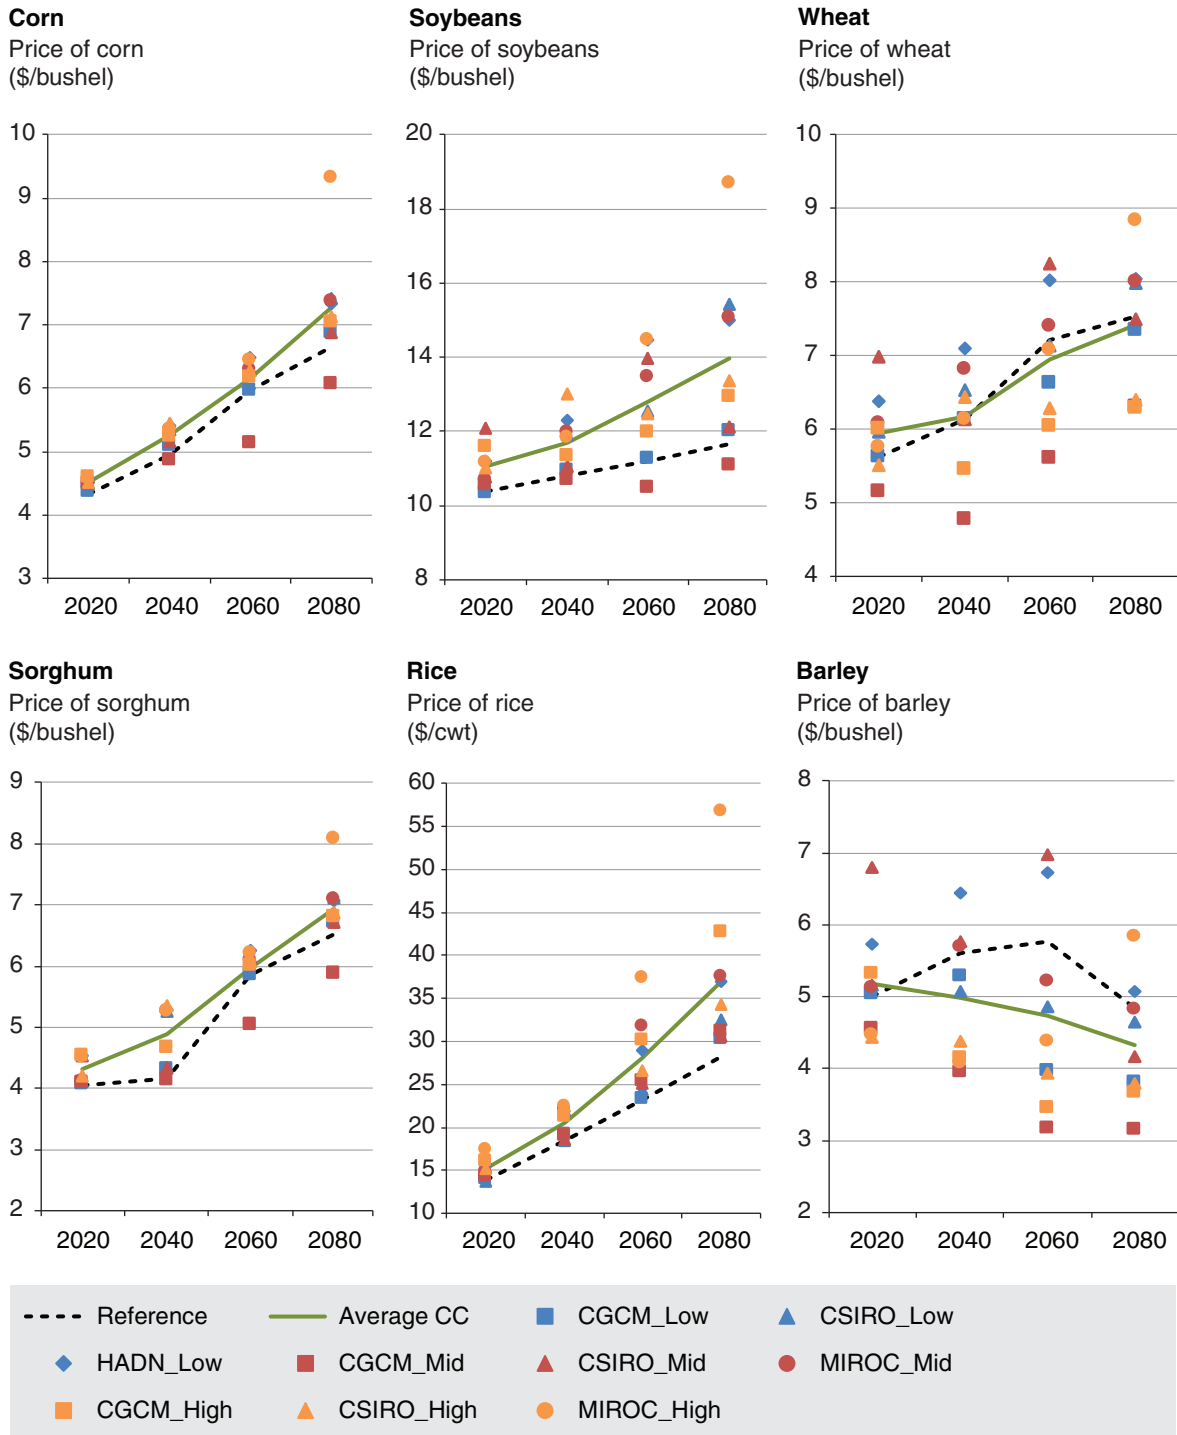 Corn
Price of corn
($/bushel)
10
9
8
7
6
5
4
3
2020 2040 2060 2080
Soybeans
Price of soybeans
($/bushel)
20
18
16
14
12
10
8
2020 2040 2060 2080
Wheat
Price of wheat
($/bushel)
10
9
8
7
6
5
4
2020 2040 2060 2080
Sorghum
Price of sorghum
($/bushel)
9
8
7
6
5
4
3
2
2020 2040 2060 2080
Rice
Price of rice
($/cwt)
60
55
50
45
40
35
30
25
20
15
10
2020 2040 2060 2080
Barley
Price of barley
($/bushel)
8
7
6
5
4
3
2
2020 2040 2060 2080
Reference Average CC CGCM_Low CSIRO_Low
HADN_Low CGCM_Mid CSIRO_Mid MIROC_Mid
CGCM_High CSIRO_High MIROC_High